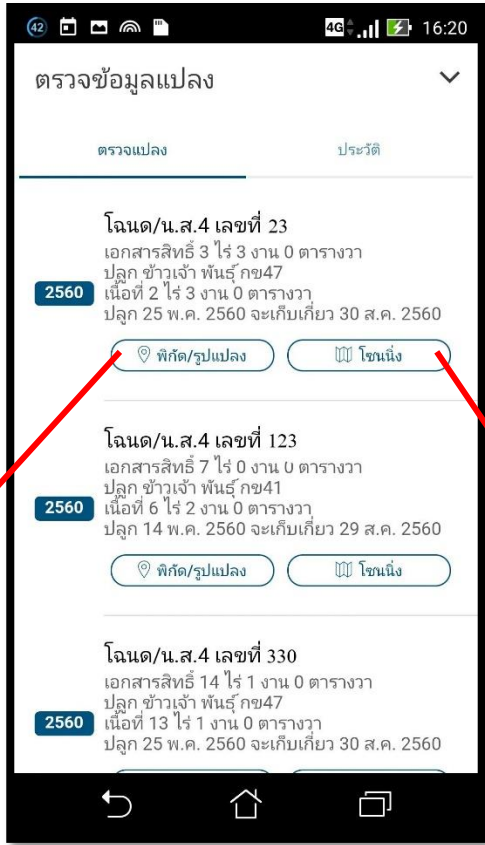 42
4G 16:20
ตรวจข้อมูลแปลง
ตรวจแปลง ประวัติ
โฉนด/น.ส.4 เลขที่ 23
เอกสารสิทธิ์ 3 ไร่ 3 งาน 0 ตารางวา
ปลูก ข้าวเจ้า พันธุ์ กข47
2560 เนื้อที่ 2 ไร่ 3 งาน 0 ตารางวา
ปลูก 25 พ.ค. 2560 จะเก็บเกี่ยว 30 ส.ค. 2560
พิกัด/รูปแปลง โซนนิ่ง
โฉนด/น.ส.4 เลขที่ 123
เอกสารสิทธิ์ 7 ไร่ 0 งาน 0 ตารางวา
ปลูก ข้าวเจ้า พันธุ์ กข41
2560 เนื้อที่ 6 ไร่ 2 งาน 0 ตารางวา
ปลูก 14 พ.ค. 2560 จะเก็บเกี่ยว 29 ส.ค. 2560
พิกัด/รูปแปลง โซนนิ่ง
โฉนด/น.ส.4 เลขที่ 330
เอกสารสิทธิ์ 14 ไร่ 1 งาน 0 ตารางวา
ปลูก ข้าวเจ้า พันธุ์ กข47
2560 เนื้อที่ 13 ไร่ 1 งาน 0 ตารางวา
ปลูก 25 พ.ค. 2560 จะเก็บเกี่ยว 30 ส.ค. 2560